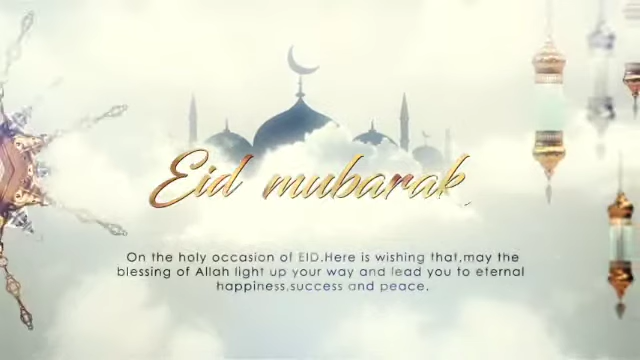 Eid mubarak
On the holy occasion of EID.Here is wishing that,may the
blessing of Allah light up your way and lead you to eternal
happiness,success and peace.